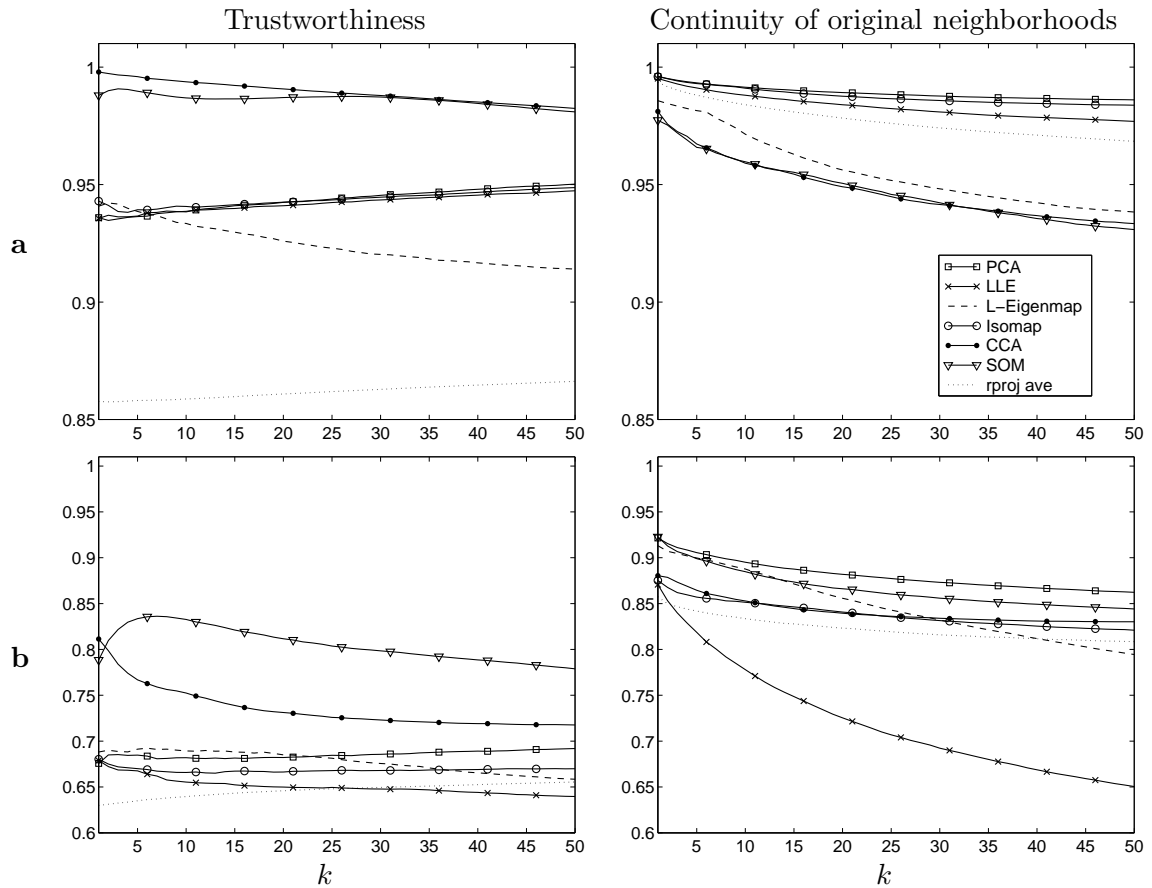 Trustworthiness
Continuity of original neighborhoods
a
1
0.95
0.9
0.85
5 10 15 20 25 30 35 40 45 50
1
0.95
0.9
0.85
5 10 15 20 25 30 35 40 45 50
PCA
LLE
L−Eigenmap
Isomap
CCA
SOM
rproj ave
b
1
0.95
0.9
0.85
0.8
0.75
0.7
0.65
0.6
5 10 15 20 25 30 35 40 45 50
k
1
0.95
0.9
0.85
0.8
0.75
0.7
0.65
0.6
5 10 15 20 25 30 35 40 45 50
k